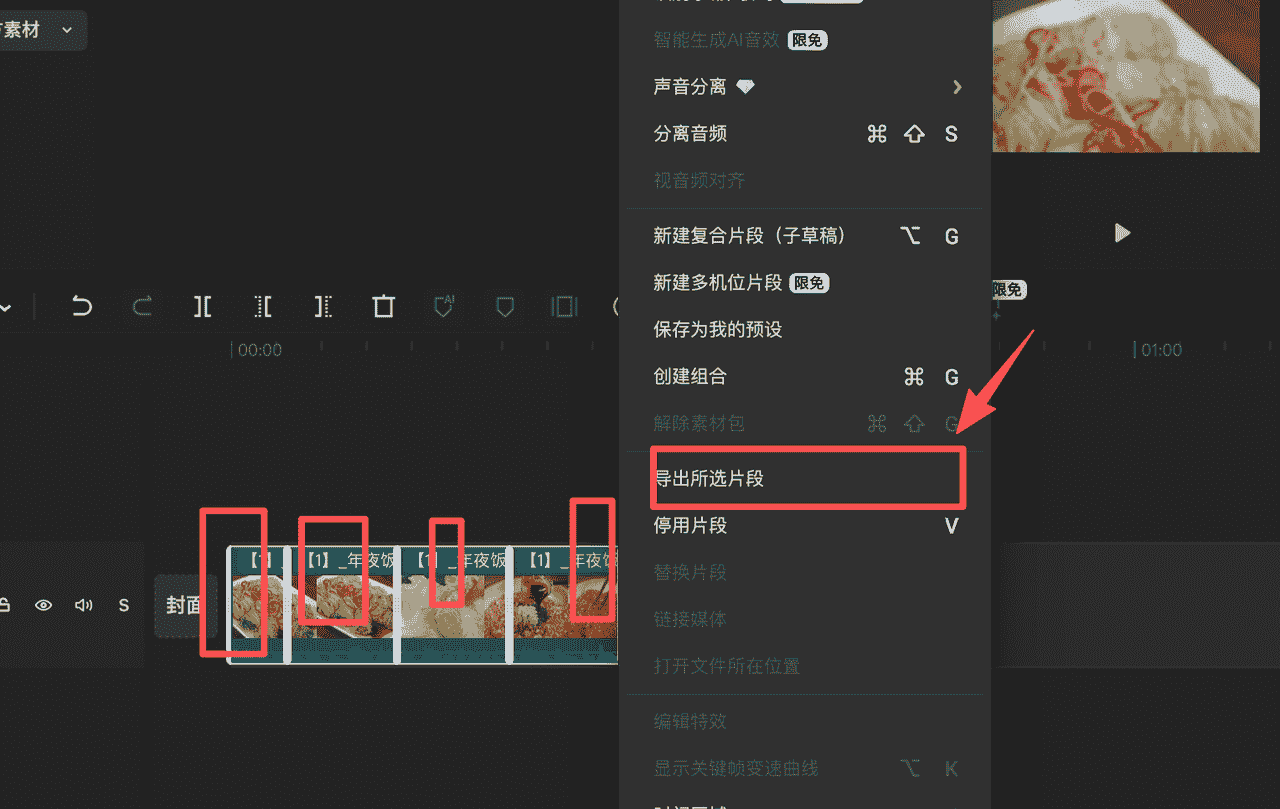 素材
智能生成AI音效 限免
声音分离
分离音频 ⌘ ⇧ S
视音频对齐
新建复合片段（子草稿） ⌥ G
新建多机位片段 限免
限免
保存为我的预设
00:00
01:00
创建组合 ⌘ G
解除素材包 ⌘ ⇧ G
导出所选片段
停用片段 V
【1】_年夜饭
【1】_年夜饭
【1】_年夜饭
替换片段
S
封面
链接媒体
打开文件所在位置
编辑特效
显示关键帧变速曲线 ⌥ K